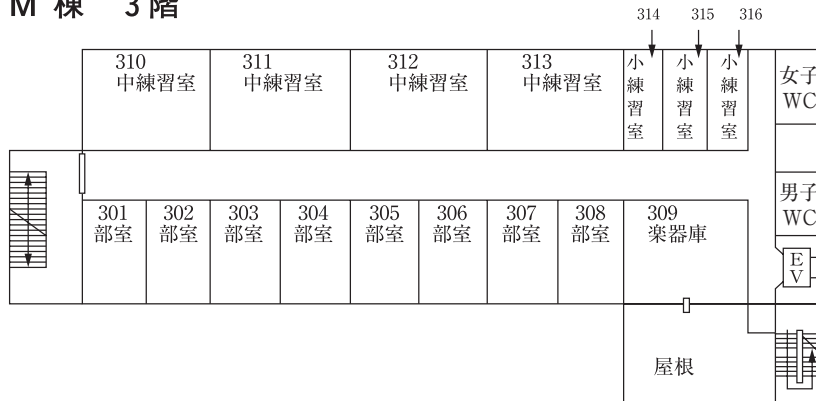 M 棟 3階
314
315
316
310
中練習室
311
中練習室
312
中練習室
313
中練習室
小練習室
小練習室
小練習室
女子
WC
男子
WC
301
部室
302
部室
303
部室
304
部室
305
部室
306
部室
307
部室
308
部室
309
楽器庫
EV
屋根